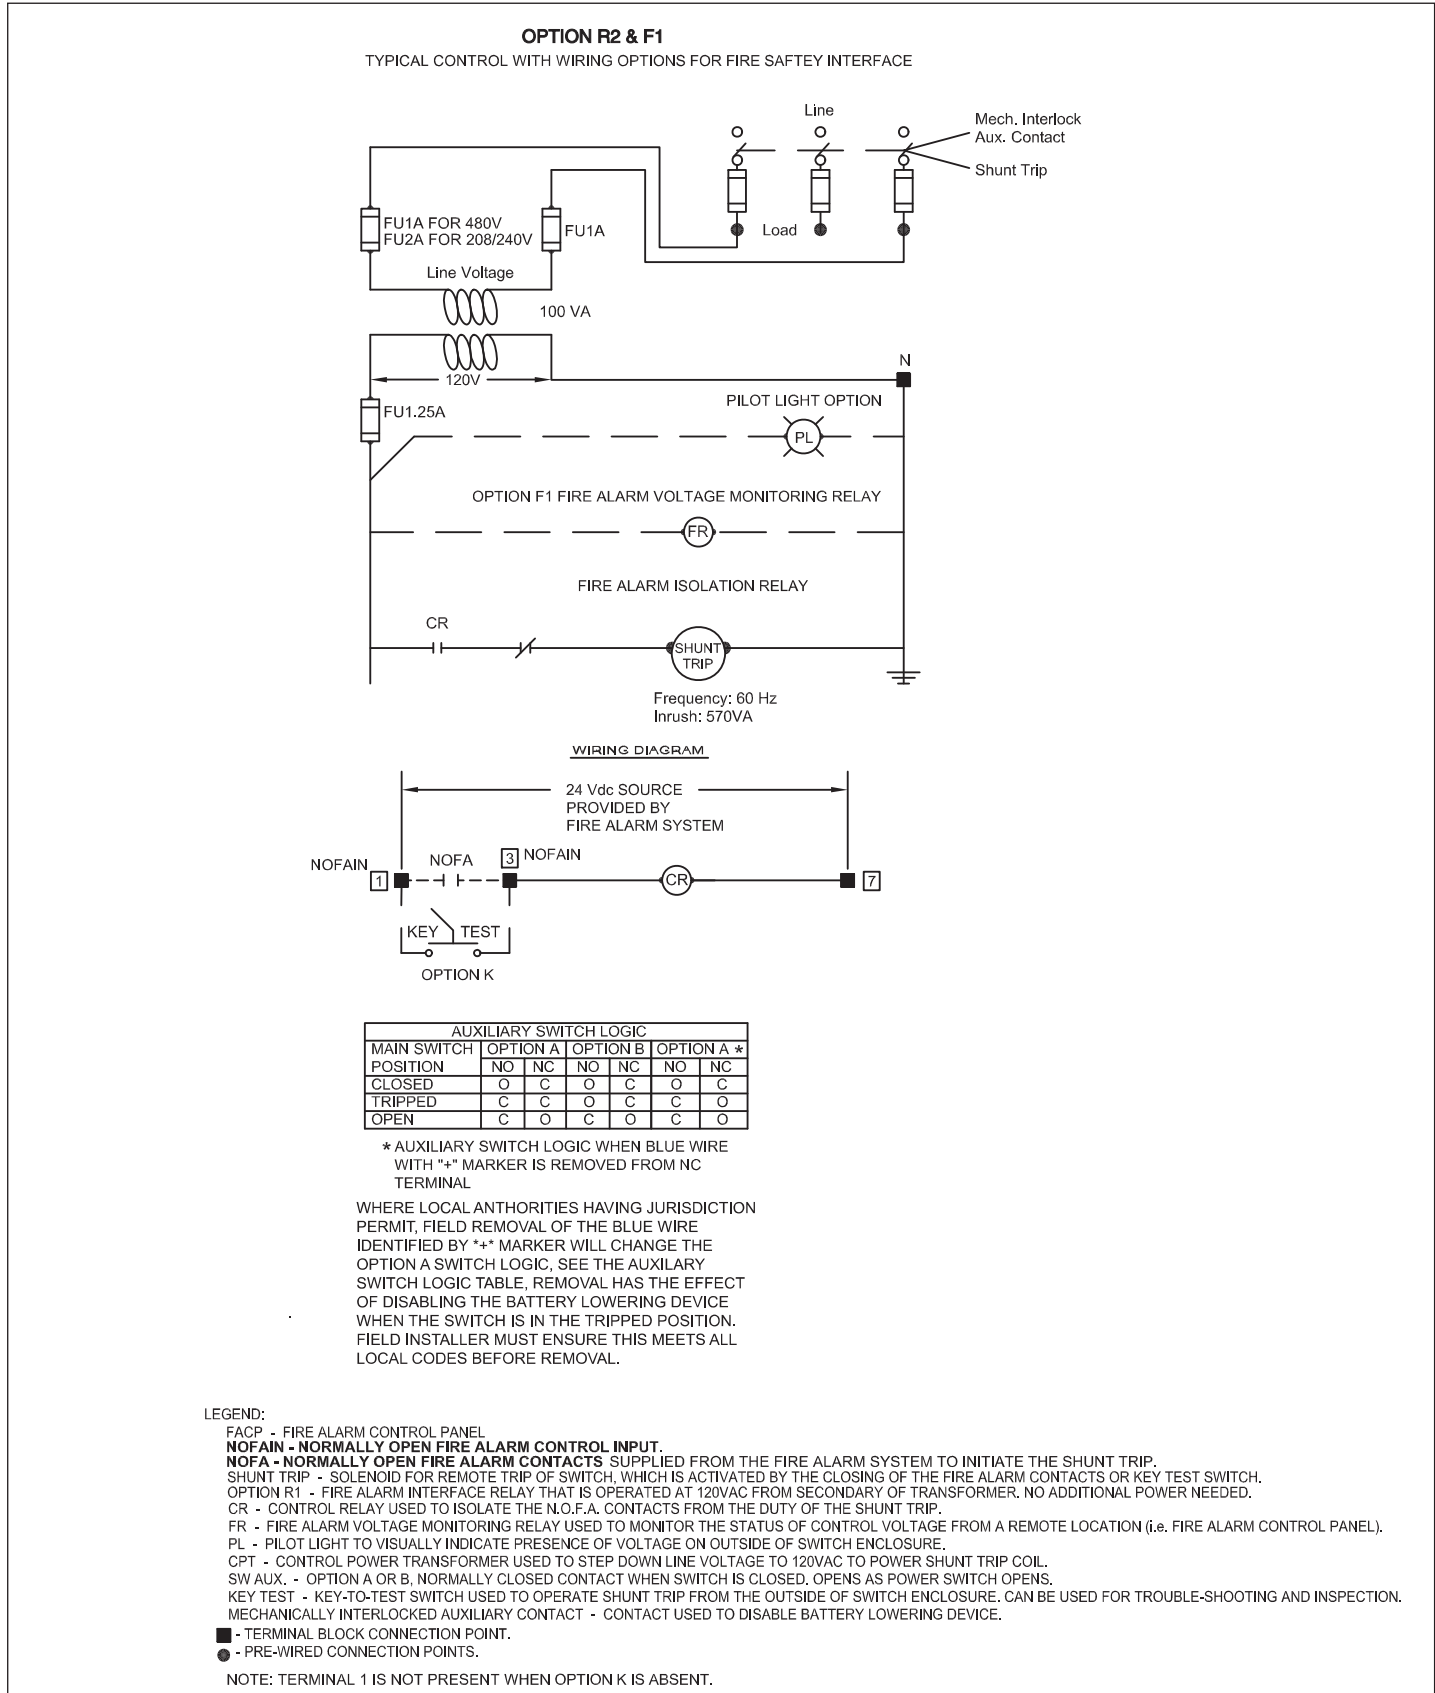 OPTION R2 & F1
TYPICAL CONTROL WITH WIRING OPTIONS FOR FIRE SAFTEY INTERFACE
Line
Mech. Interlock
Aux. Contact
Shunt Trip
FU1A FOR 480V
FU2A FOR 208/240V
FU1A
Load
Line Voltage
100 VA
120V
N
FU1.25A
PILOT LIGHT OPTION
PL
OPTION F1 FIRE ALARM VOLTAGE MONITORING RELAY
FR
FIRE ALARM ISOLATION RELAY
CR
SHUNT
TRIP
Frequency: 60 Hz
Inrush: 570VA
WIRING DIAGRAM
24 Vdc SOURCE
PROVIDED BY
FIRE ALARM SYSTEM
NOFAIN
1
NOFA
3
NOFAIN
CR
7
KEY TEST
OPTION K
AUXILIARY SWITCH LOGIC
MAIN SWITCH OPTION A OPTION B OPTION A *
POSITION NO NC NO NC NO NC
CLOSED O C O C O C
TRIPPED C C O C C O
OPEN C O C O C O
* AUXILIARY SWITCH LOGIC WHEN BLUE WIRE
WITH "+" MARKER IS REMOVED FROM NC
TERMINAL
WHERE LOCAL ANTHORITIES HAVING JURISDICTION
PERMIT, FIELD REMOVAL OF THE BLUE WIRE
IDENTIFIED BY *+* MARKER WILL CHANGE THE
OPTION A SWITCH LOGIC, SEE THE AUXILARY
SWITCH LOGIC TABLE, REMOVAL HAS THE EFFECT
OF DISABLING THE BATTERY LOWERING DEVICE
WHEN THE SWITCH IS IN THE TRIPPED POSITION.
FIELD INSTALLER MUST ENSURE THIS MEETS ALL
LOCAL CODES BEFORE REMOVAL.
LEGEND:
FACP - FIRE ALARM CONTROL PANEL
NOFAIN - NORMALLY OPEN FIRE ALARM CONTROL INPUT.
NOFA - NORMALLY OPEN FIRE ALARM CONTACTS SUPPLIED FROM THE FIRE ALARM SYSTEM TO INITIATE THE SHUNT TRIP.
SHUNT TRIP - SOLENOID FOR REMOTE TRIP OF SWITCH, WHICH IS ACTIVATED BY THE CLOSING OF THE FIRE ALARM CONTACTS OR KEY TEST SWITCH.
OPTION R1 - FIRE ALARM INTERFACE RELAY THAT IS OPERATED AT 120VAC FROM SECONDARY OF TRANSFORMER. NO ADDITIONAL POWER NEEDED.
CR - CONTROL RELAY USED TO ISOLATE THE N.O.F.A. CONTACTS FROM THE DUTY OF THE SHUNT TRIP.
FR - FIRE ALARM VOLTAGE MONITORING RELAY USED TO MONITOR THE STATUS OF CONTROL VOLTAGE FROM A REMOTE LOCATION (i.e. FIRE ALARM CONTROL PANEL).
PL - PILOT LIGHT TO VISUALLY INDICATE PRESENCE OF VOLTAGE ON OUTSIDE OF SWITCH ENCLOSURE.
CPT - CONTROL POWER TRANSFORMER USED TO STEP DOWN LINE VOLTAGE TO 120VAC TO POWER SHUNT TRIP COIL.
SW AUX. - OPTION A OR B, NORMALLY CLOSED CONTACT WHEN SWITCH IS CLOSED. OPENS AS POWER SWITCH OPENS.
KEY TEST - KEY-TO-TEST SWITCH USED TO OPERATE SHUNT TRIP FROM THE OUTSIDE OF SWITCH ENCLOSURE. CAN BE USED FOR TROUBLE-SHOOTING AND INSPECTION.
MECHANICALLY INTERLOCKED AUXILIARY CONTACT - CONTACT USED TO DISABLE BATTERY LOWERING DEVICE.
- TERMINAL BLOCK CONNECTION POINT.
- PRE-WIRED CONNECTION POINTS.
NOTE: TERMINAL 1 IS NOT PRESENT WHEN OPTION K IS ABSENT.